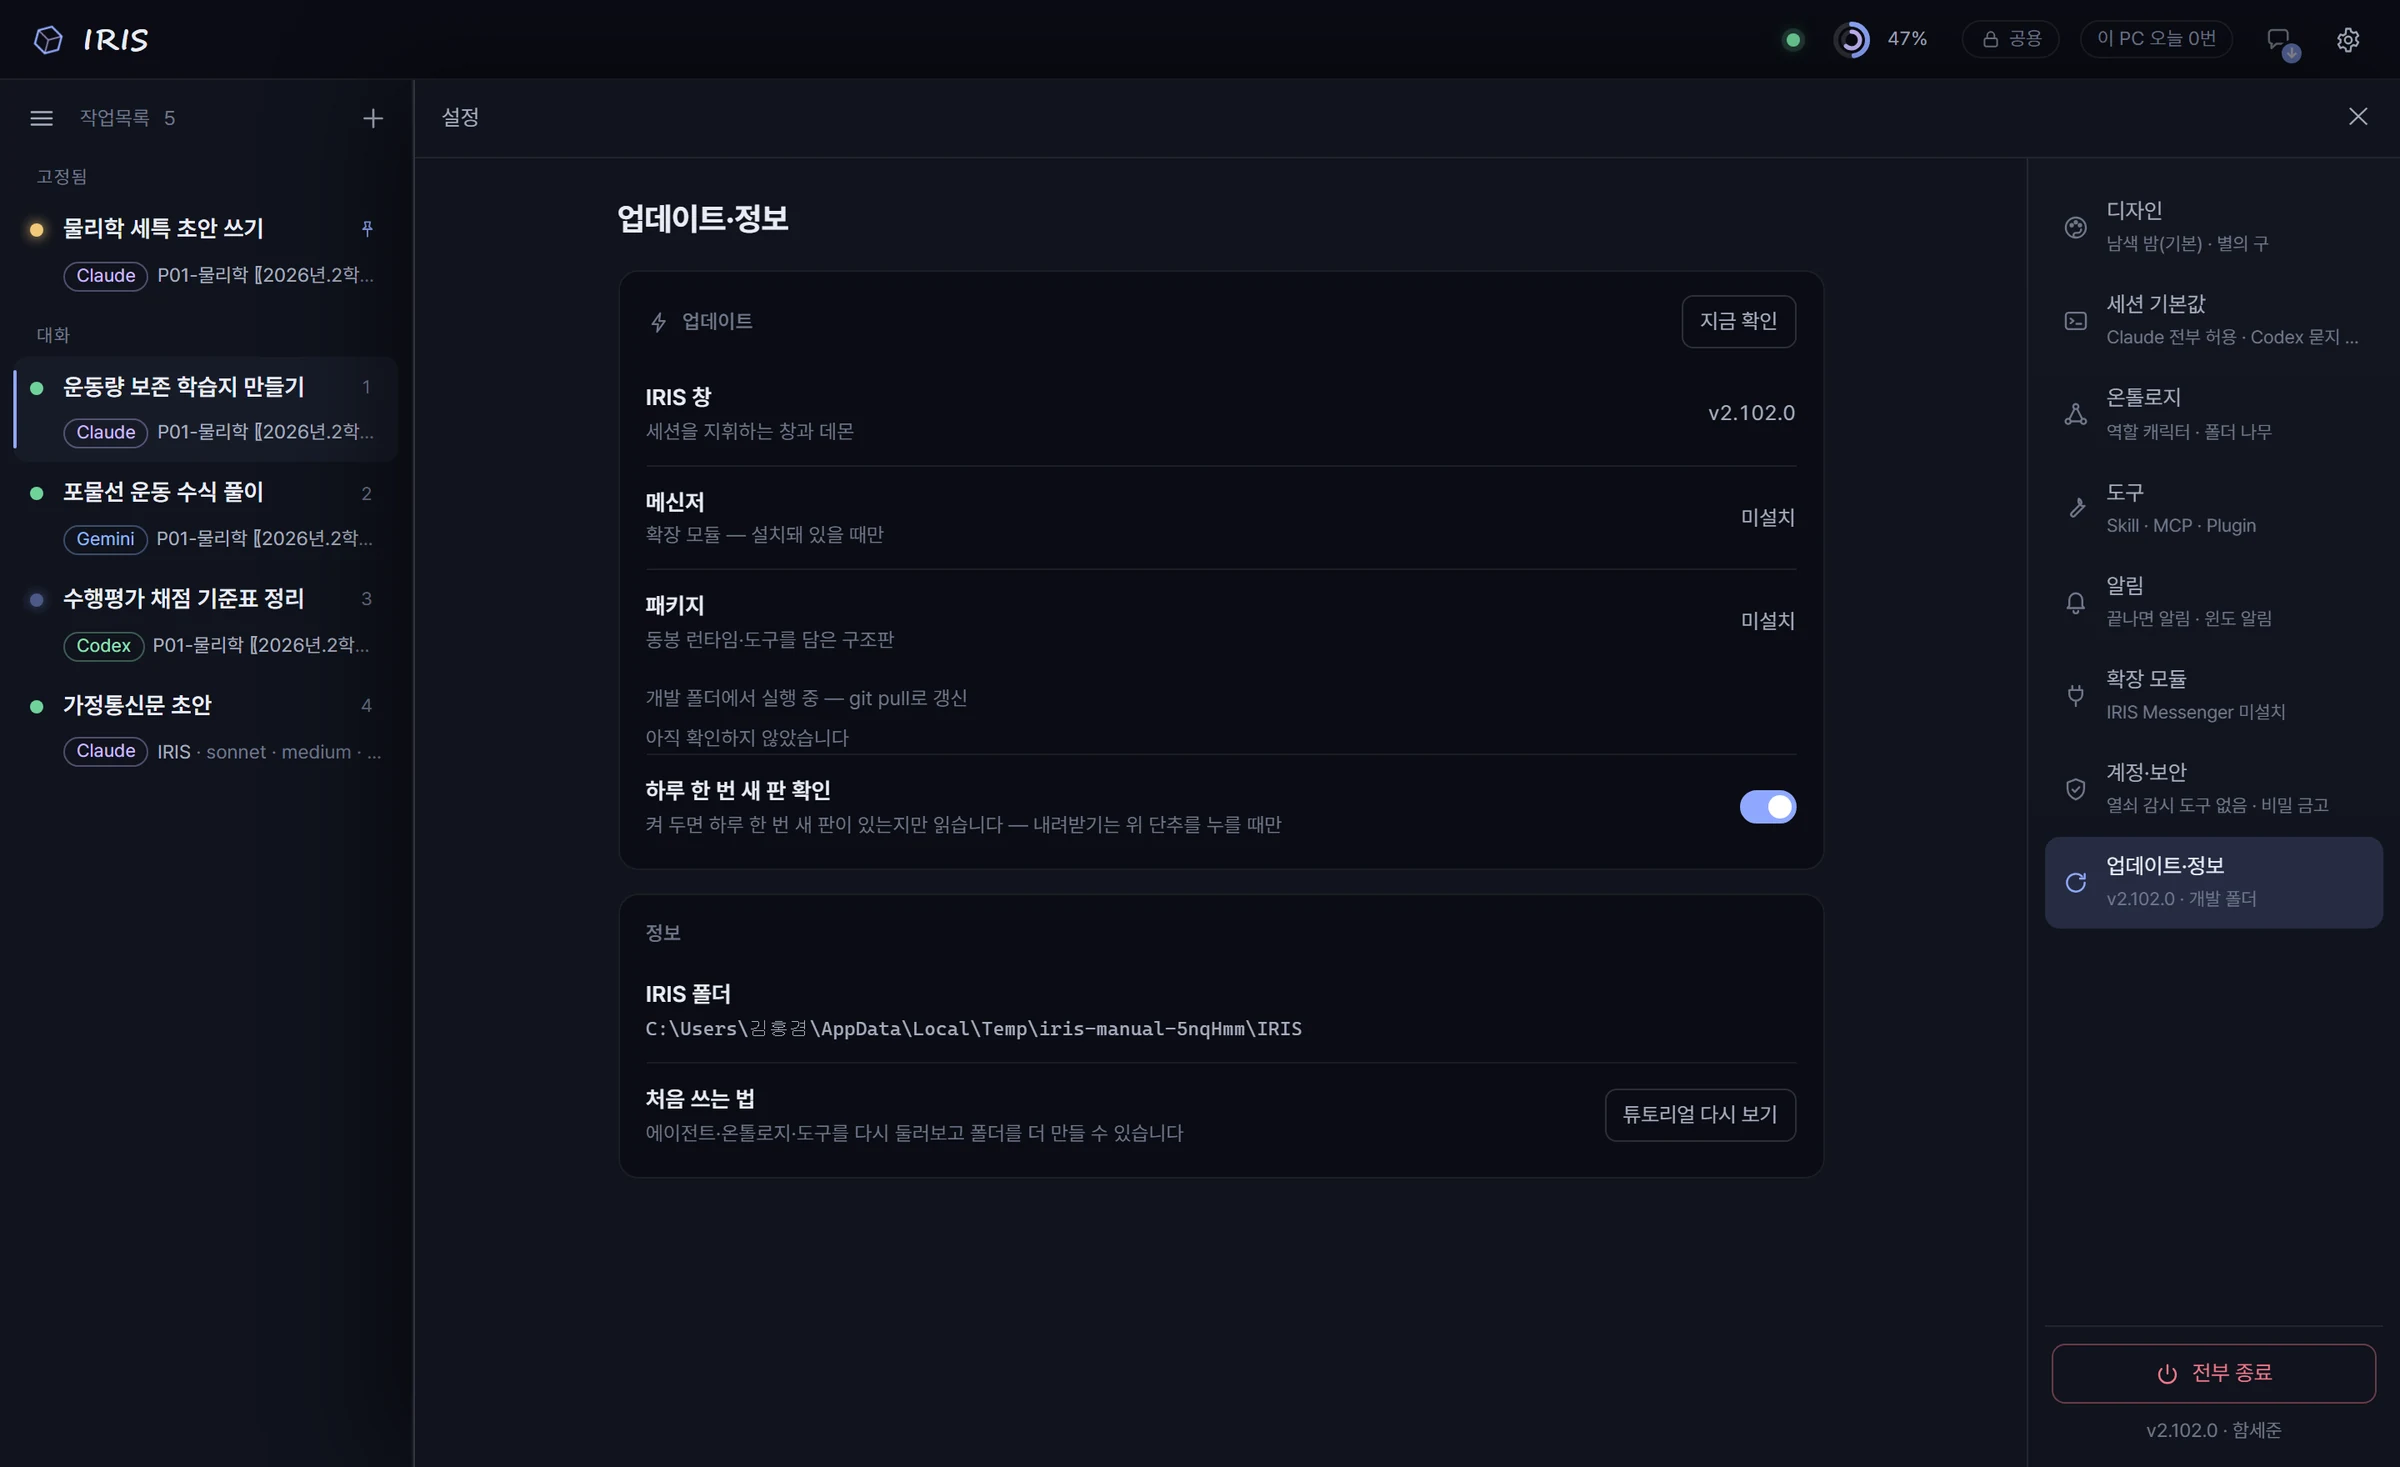 IRIS
47%
공용
이 PC 오늘 0번
작업목록 5
고정됨
물리학 세특 초안 쓰기
Claude P01-물리학 〖2026년.2학...
대화
운동량 보존 학습지 만들기 1
Claude P01-물리학 〖2026년.2학...
포물선 운동 수식 풀이 2
Gemini P01-물리학 〖2026년.2학...
수행평가 채점 기준표 정리 3
Codex P01-물리학 〖2026년.2학...
가정통신문 초안 4
Claude IRIS · sonnet · medium · ...
설정
업데이트·정보
업데이트
지금 확인
IRIS 창
세션을 지휘하는 창과 데몬
v2.102.0
메신저
확장 모듈 — 설치돼 있을 때만
미설치
패키지
동봉 런타임·도구를 담은 구조판
미설치
개발 폴더에서 실행 중 — git pull로 갱신
아직 확인하지 않았습니다
하루 한 번 새 판 확인
켜 두면 하루 한 번 새 판이 있는지만 읽습니다 — 내려받기는 위 단추를 누를 때만
정보
IRIS 폴더
C:\Users\김홍겸\AppData\Local\Temp\iris-manual-5nqHmm\IRIS
처음 쓰는 법
에이전트·온톨로지·도구를 다시 둘러보고 폴더를 더 만들 수 있습니다
튜토리얼 다시 보기
디자인
남색 밤(기본) · 별의 구
세션 기본값
Claude 전부 허용 · Codex 묻지 ...
온톨로지
역할 캐릭터 · 폴더 나무
도구
Skill · MCP · Plugin
알림
끝나면 알림 · 윈도 알림
확장 모듈
IRIS Messenger 미설치
계정·보안
열쇠 감시 도구 없음 · 비밀 금고
업데이트·정보
v2.102.0 · 개발 폴더
전부 종료
v2.102.0 · 함세준